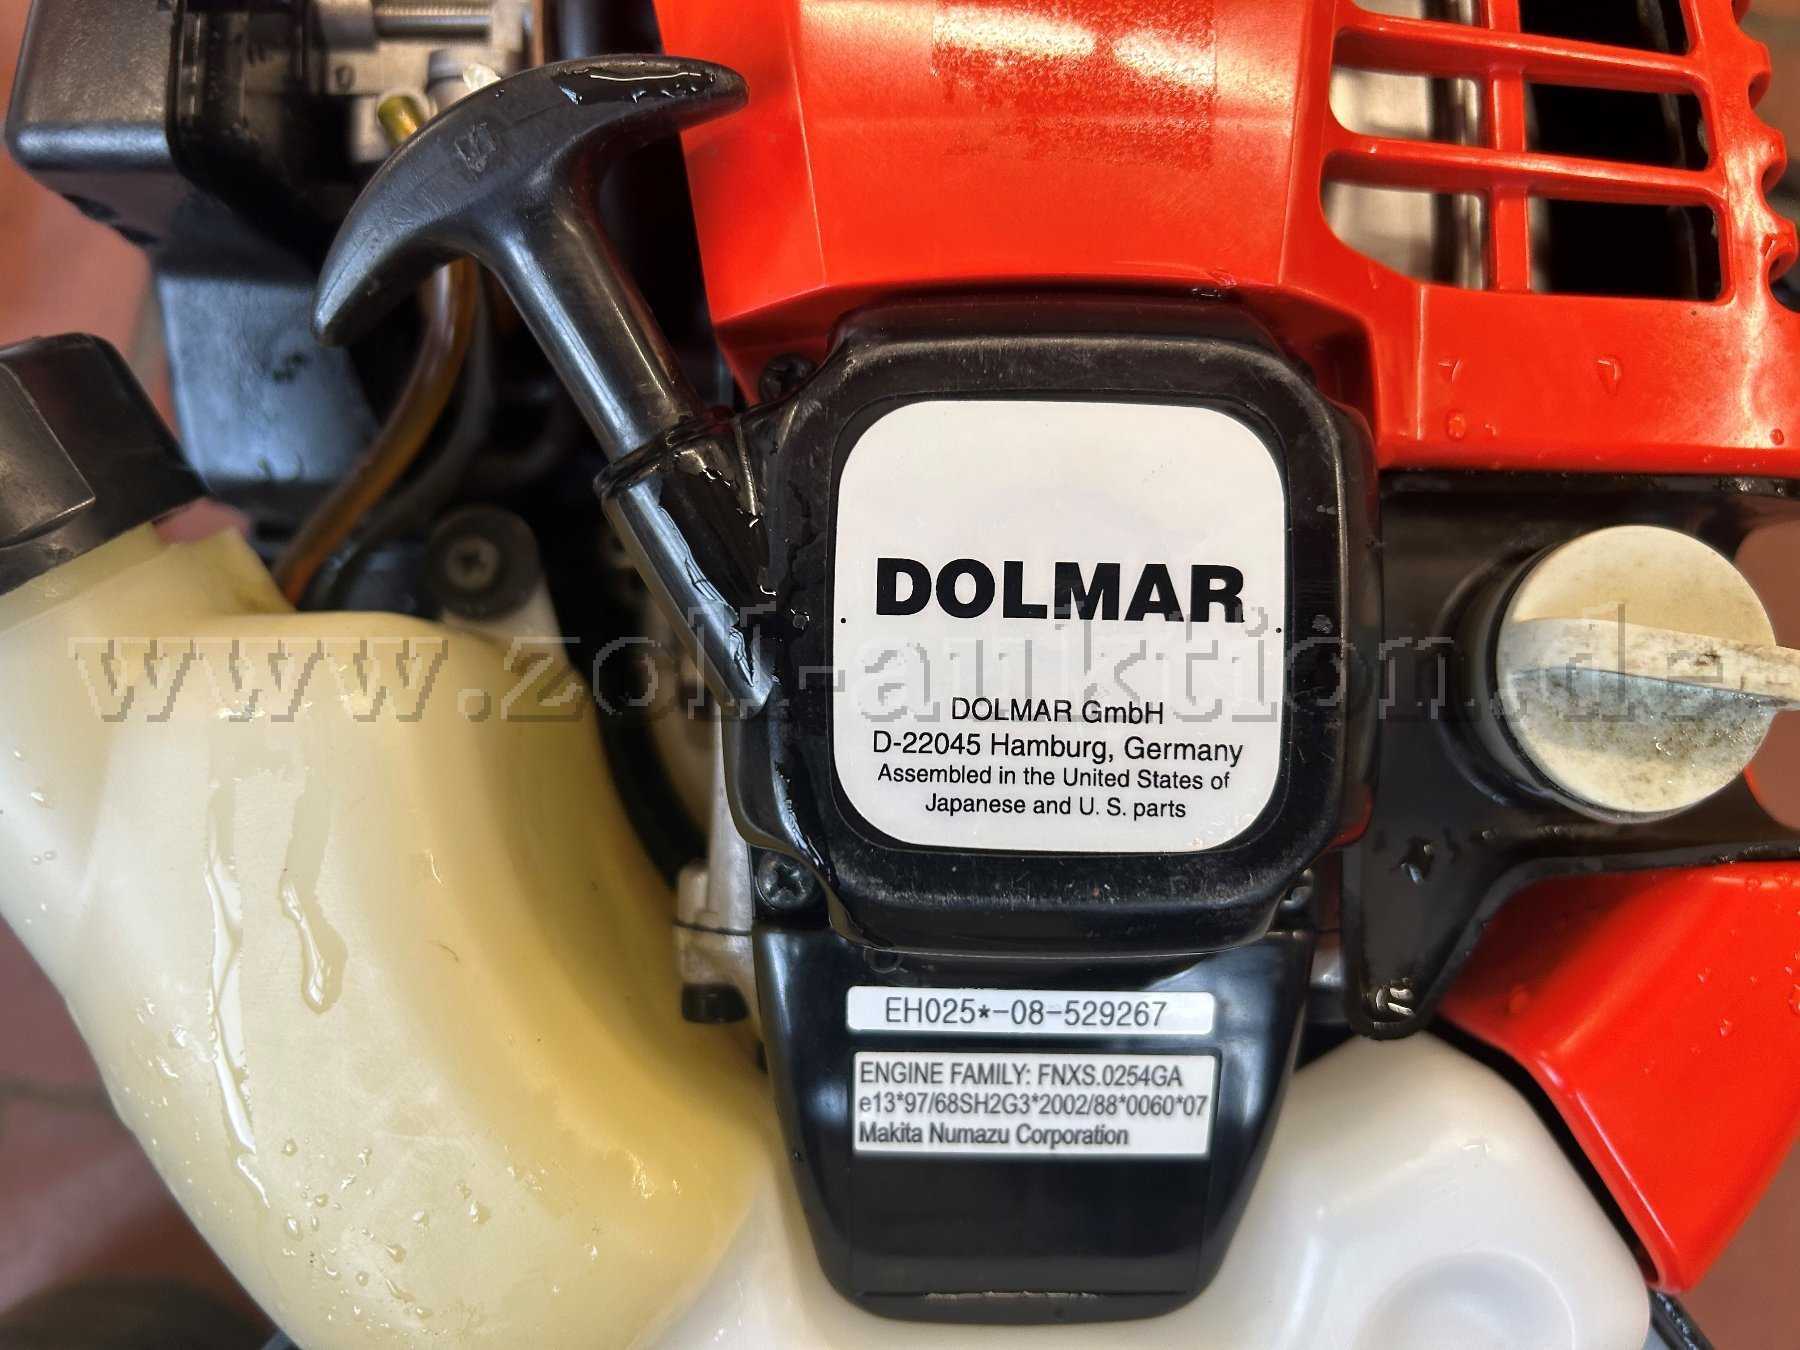 DOLMAR
www.zoll-auktion.de
DOLMAR GmbH
D-22045 Hamburg, Germany
Assembled in the United States of
Japanese and U. S. parts
EH025*-08-529267
ENGINE FAMILY: FNXS.0254GA
e13*97/68SH2G3*2002/88*0060*07
Makita Numazu Corporation